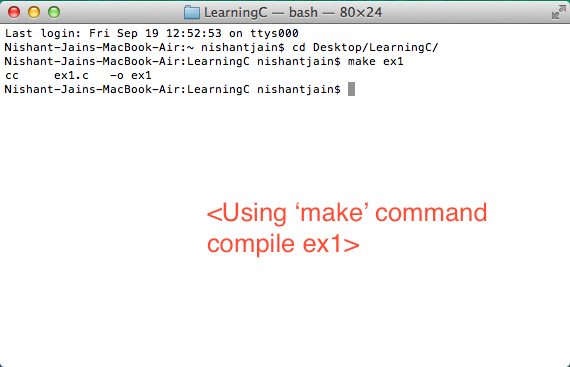 LearningC — bash — 80×24
Last login: Fri Sep 19 12:52:53 on ttys000
Nishant-Jains-MacBook-Air:~ nishantjain$ cd Desktop/LearningC/
Nishant-Jains-MacBook-Air:LearningC nishantjain$ make ex1
cc     ex1.c   -o ex1
Nishant-Jains-MacBook-Air:LearningC nishantjain$
<Using ‘make’ command
compile ex1>